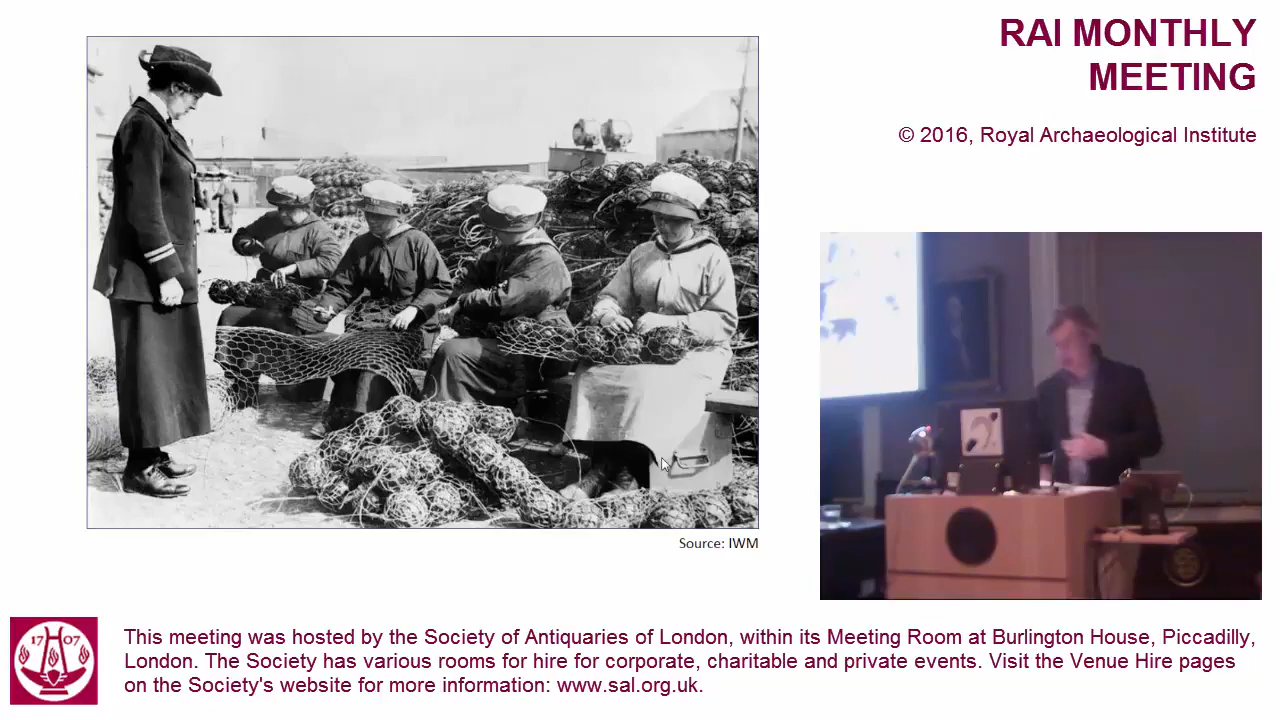 RAI MONTHLY
MEETING
© 2016, Royal Archaeological Institute
Source: IWM
17 07
This meeting was hosted by the Society of Antiquaries of London, within its Meeting Room at Burlington House, Piccadilly,
London. The Society has various rooms for hire for corporate, charitable and private events. Visit the Venue Hire pages
on the Society's website for more information: www.sal.org.uk.